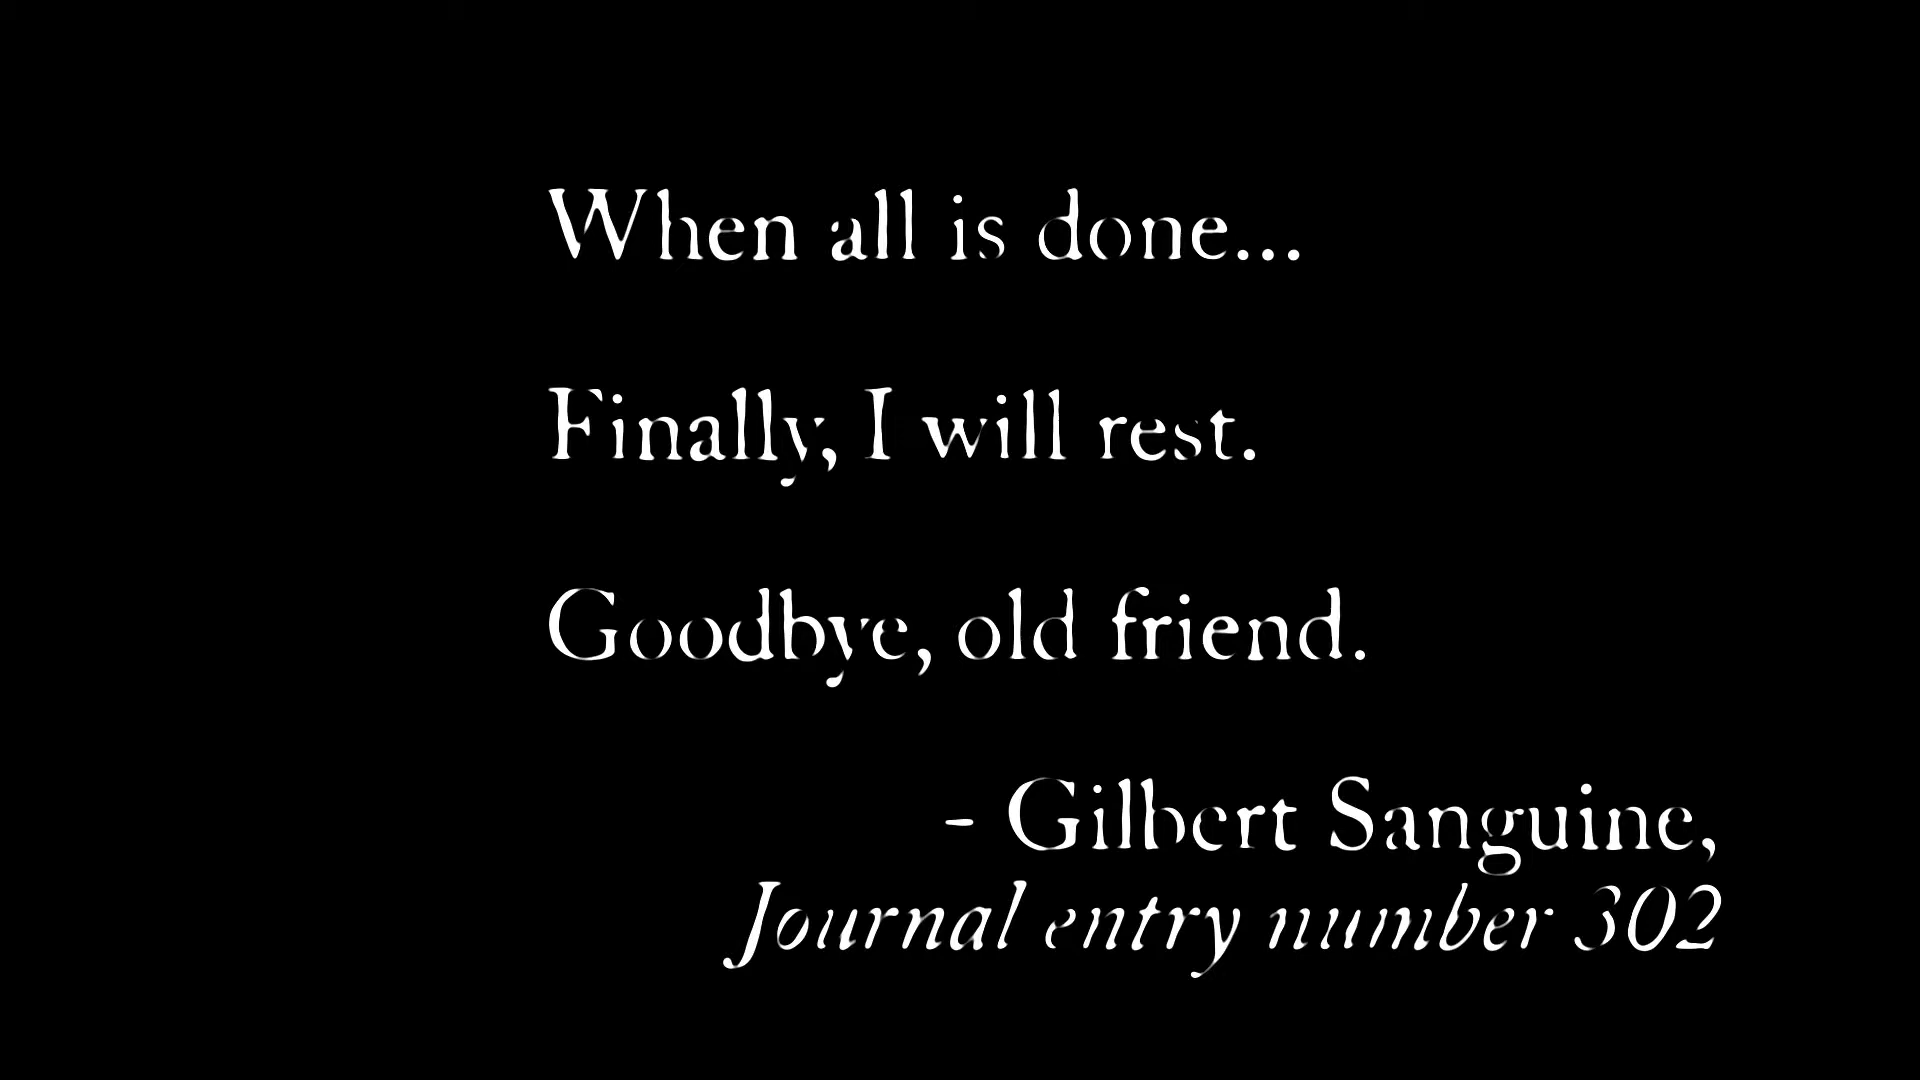 When all is done...
Finally, I will rest.
Goodbye, old friend.
- Gilbert Sanguine,
Journal entry number 302